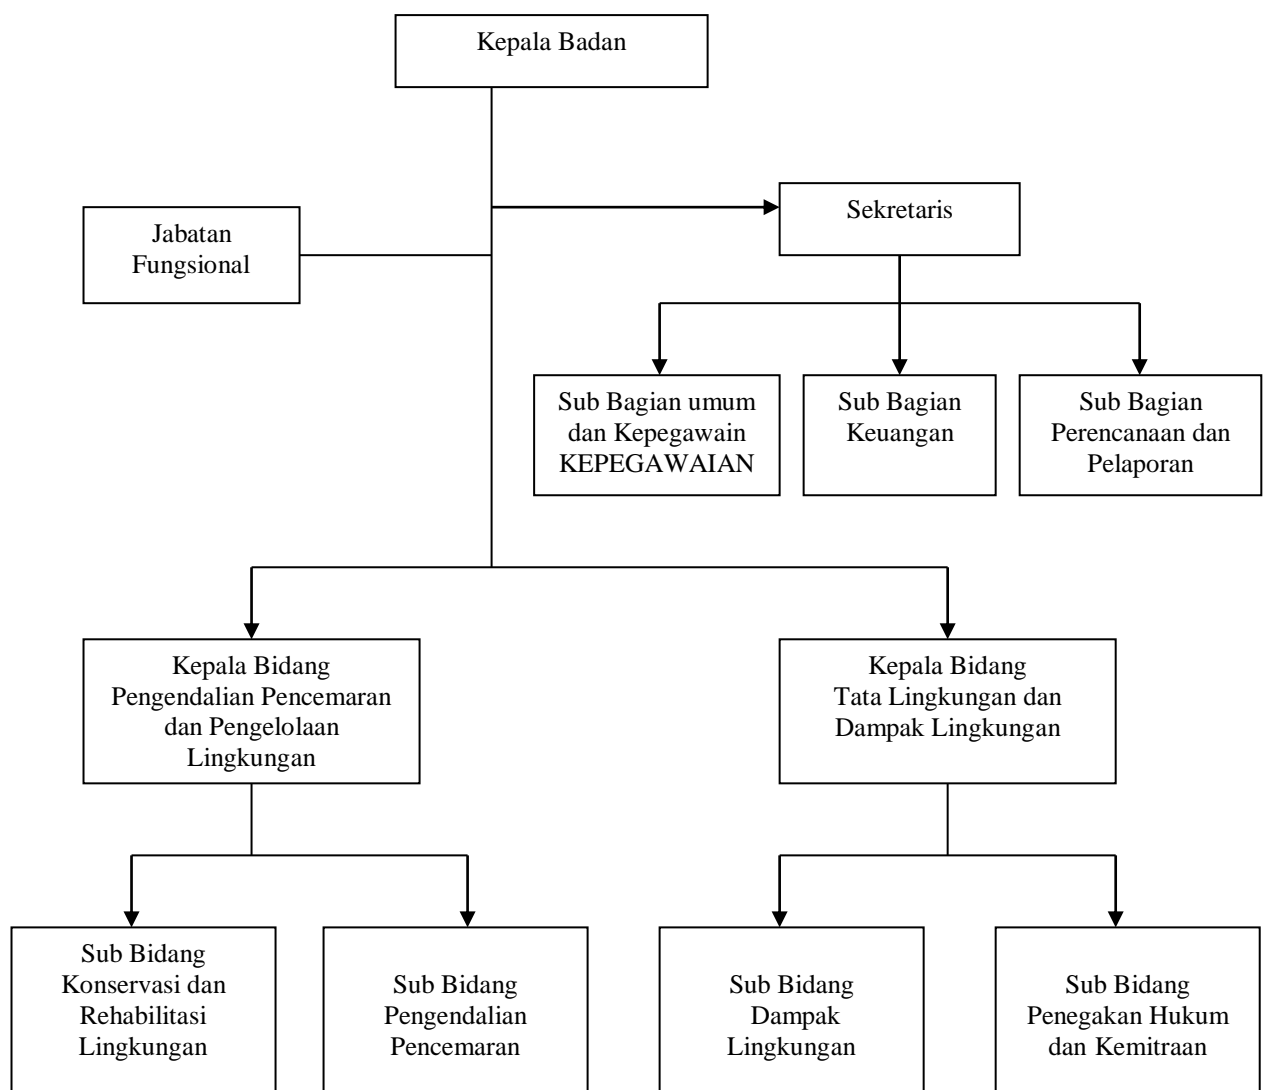 Kepala Badan
Sekretaris
Jabatan
Fungsional
Sub Bagian umum
dan Kepegawain
KEPEGAWAIAN
Sub Bagian
Keuangan
Sub Bagian
Perencanaan dan
Pelaporan
Kepala Bidang
Pengendalian Pencemaran
dan Pengelolaan
Lingkungan
Kepala Bidang
Tata Lingkungan dan
Dampak Lingkungan
Sub Bidang
Konservasi dan
Rehabilitasi
Lingkungan
Sub Bidang
Pengendalian
Pencemaran
Sub Bidang
Dampak
Lingkungan
Sub Bidang
Penegakan Hukum
dan Kemitraan